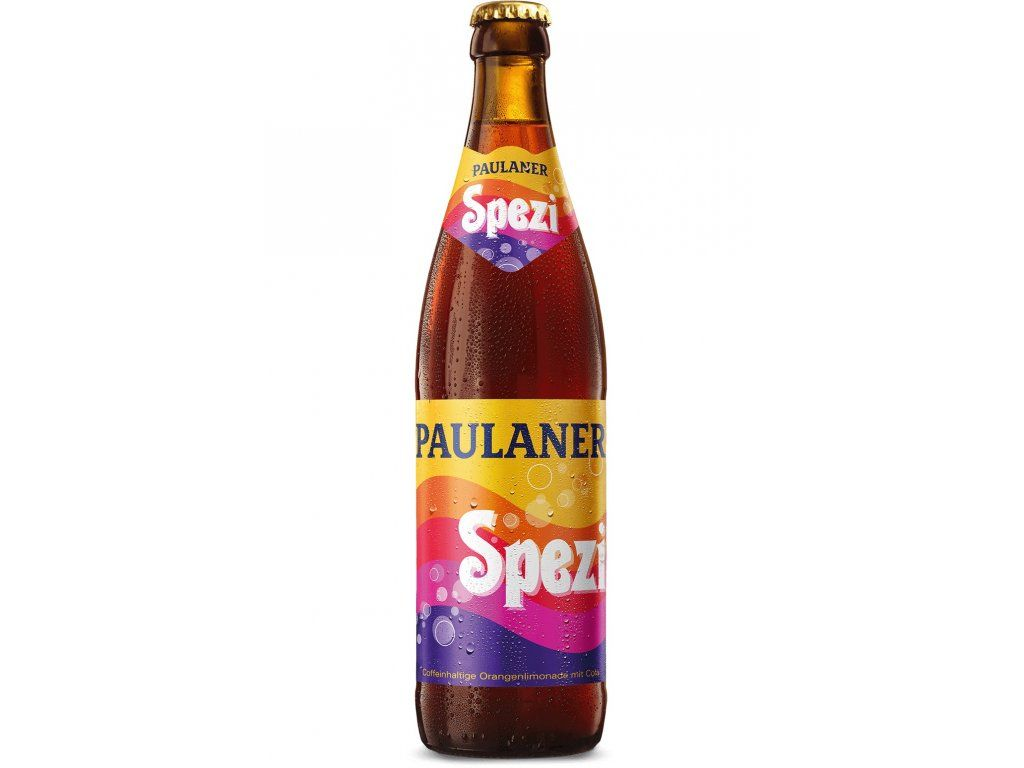 PAULANER
Spezi
PAULANER
Spezi
Coffeinhaltige Orangenlimonade mit Cola